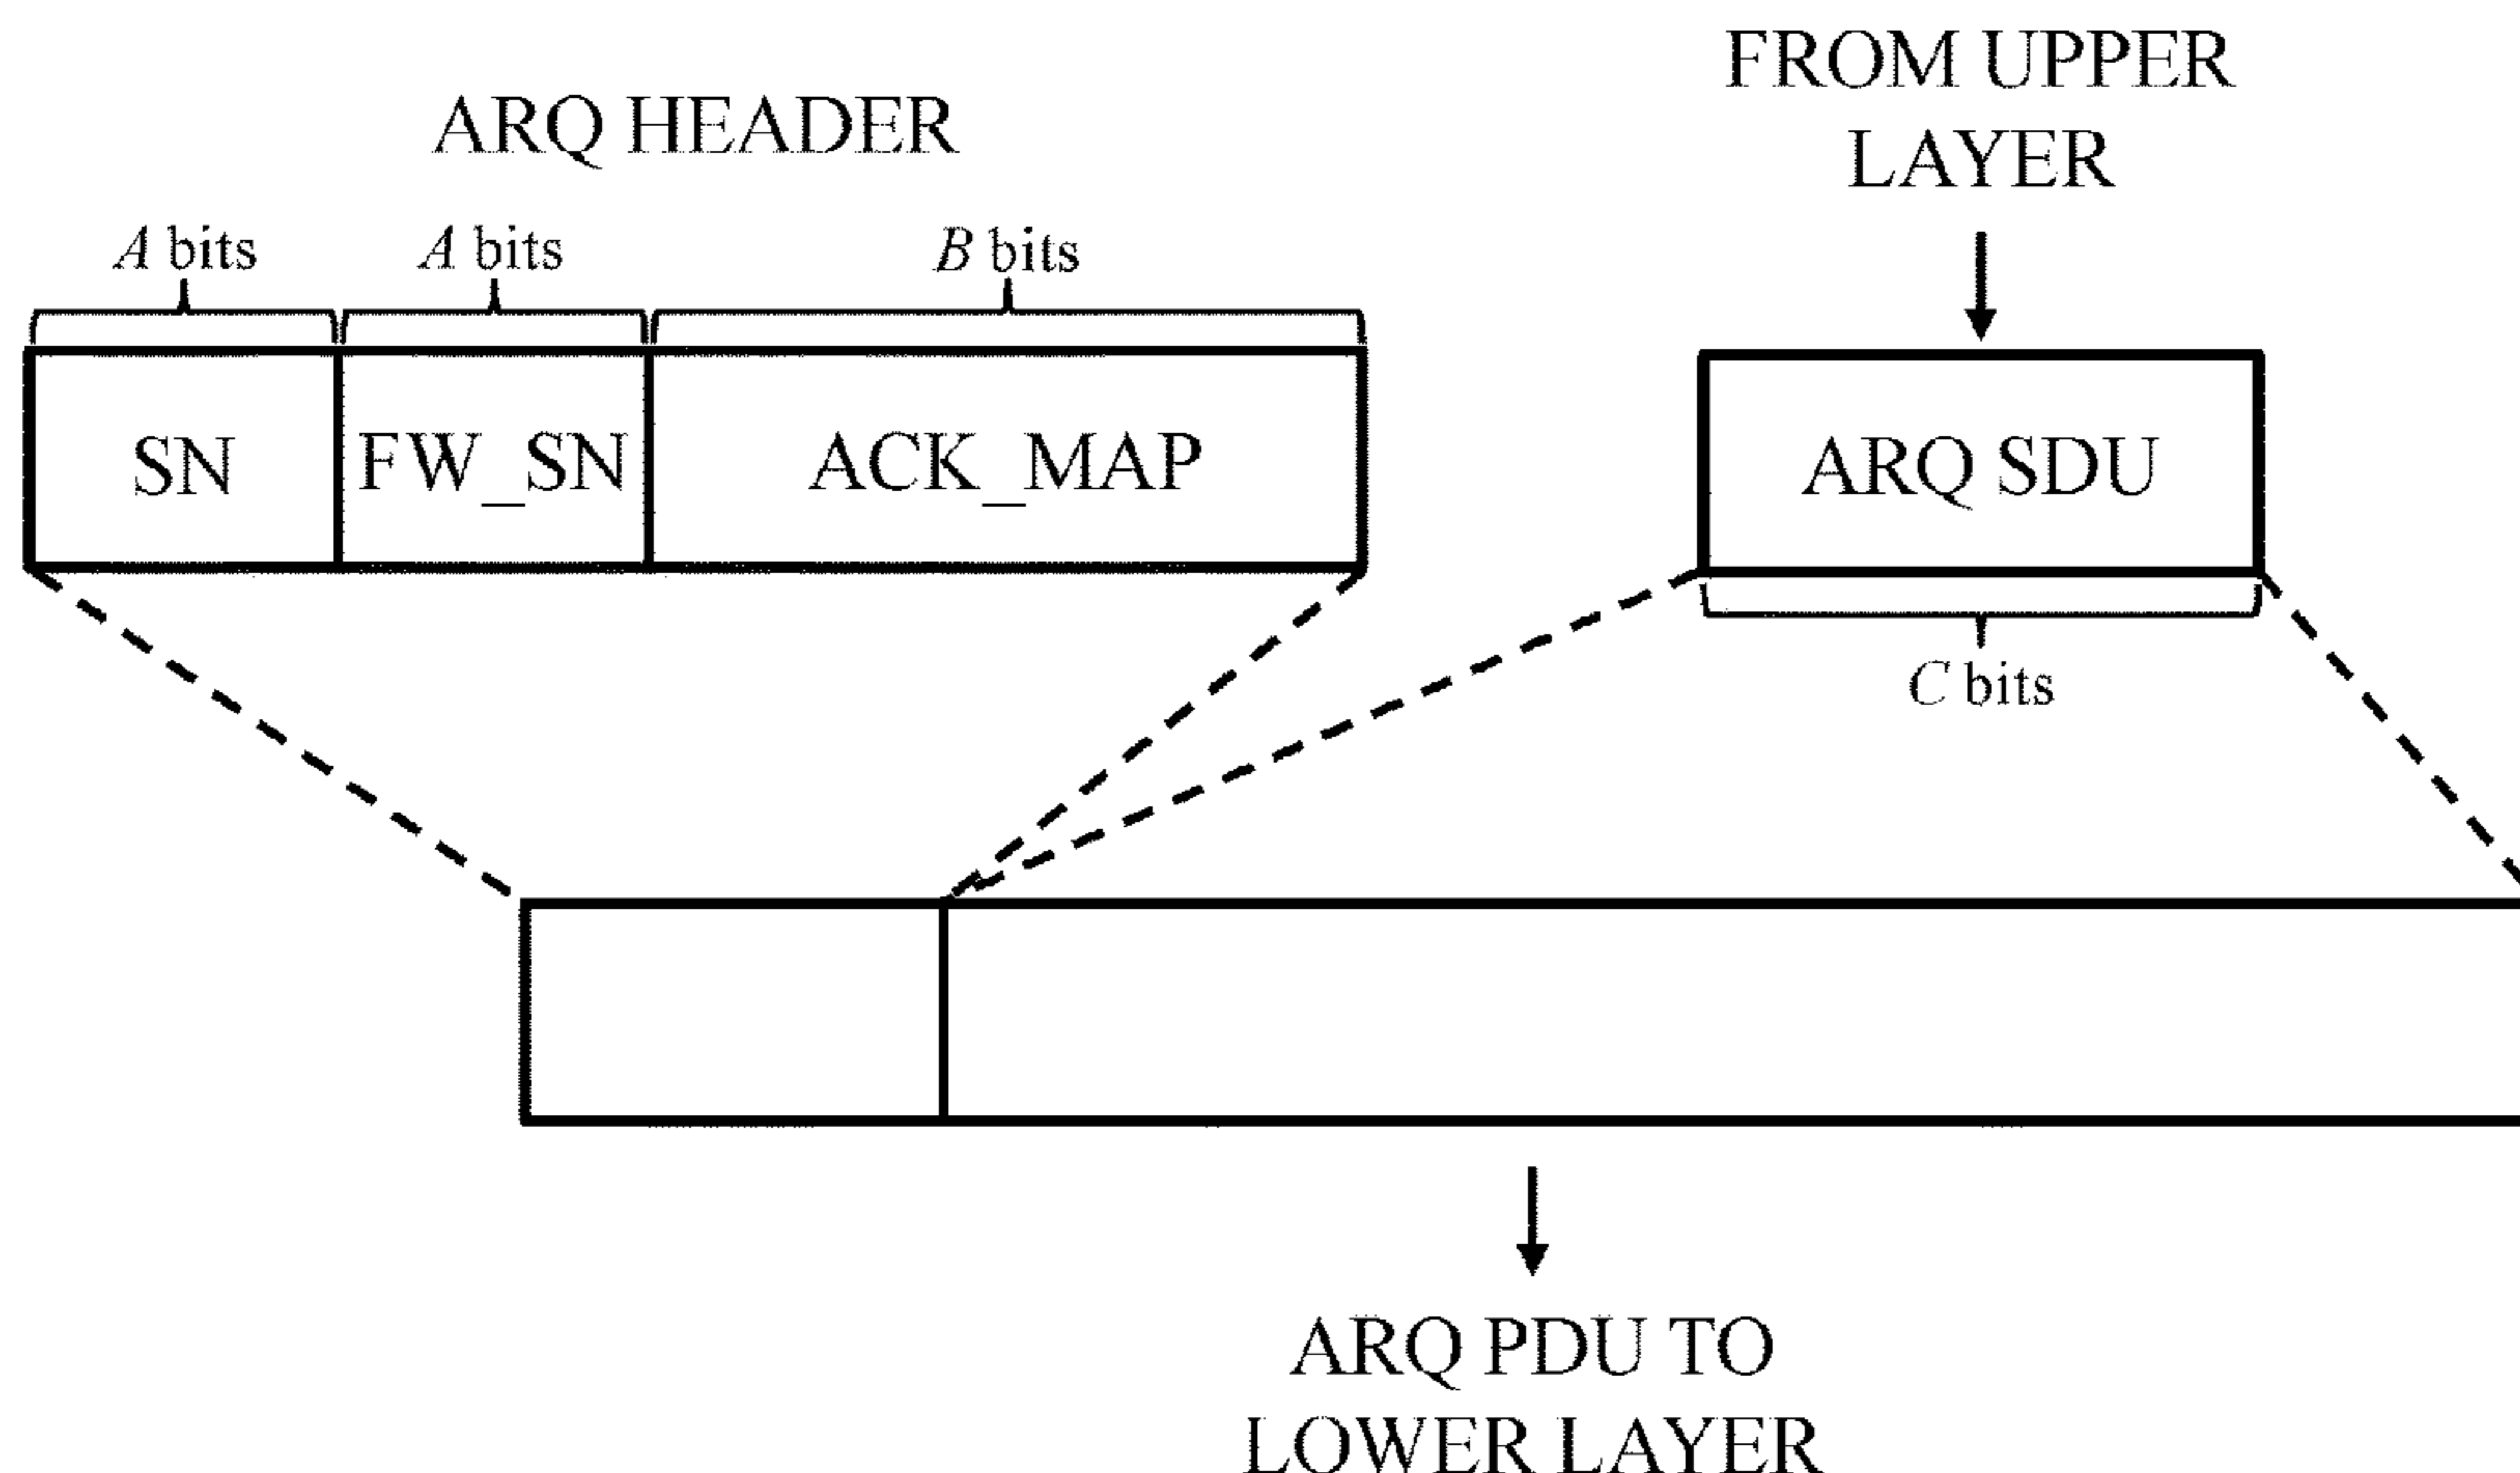 ARQ HEADER
A bits
A bits
B bits
SN
FW_SN
ACK_MAP
FROM UPPER
LAYER
ARQ SDU
C bits
ARQ PDU TO
LOWER LAYER